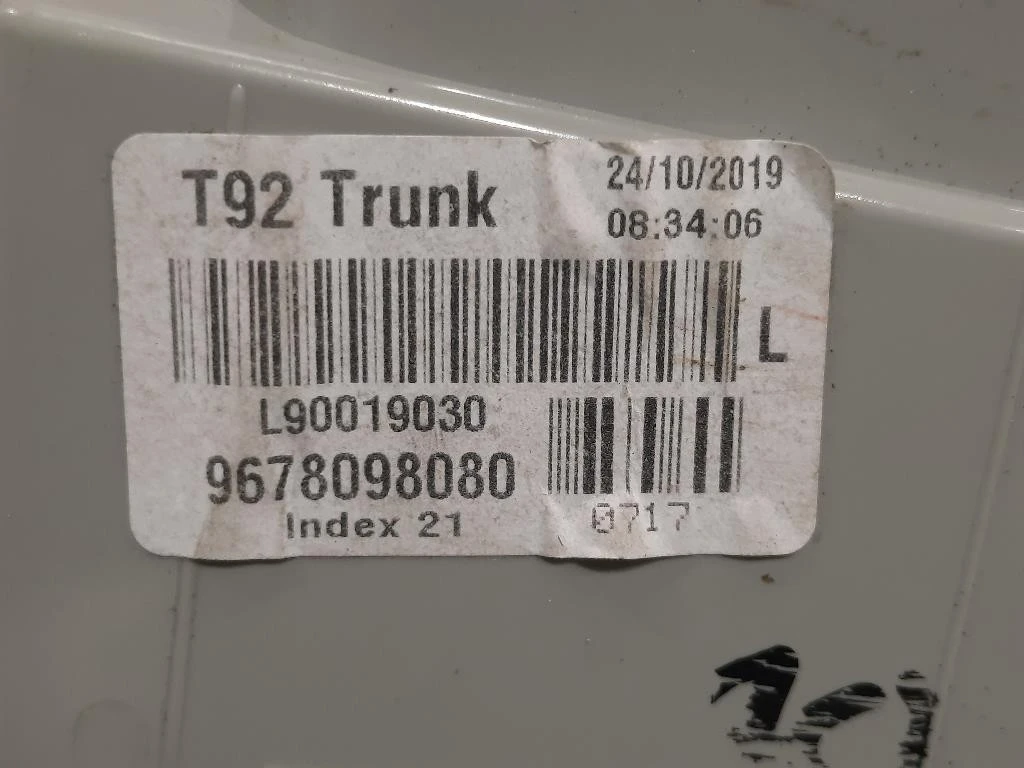 T92 Trunk
24/10/2019
08:34:06
L
L90019030
9678098080
Index 21
0717